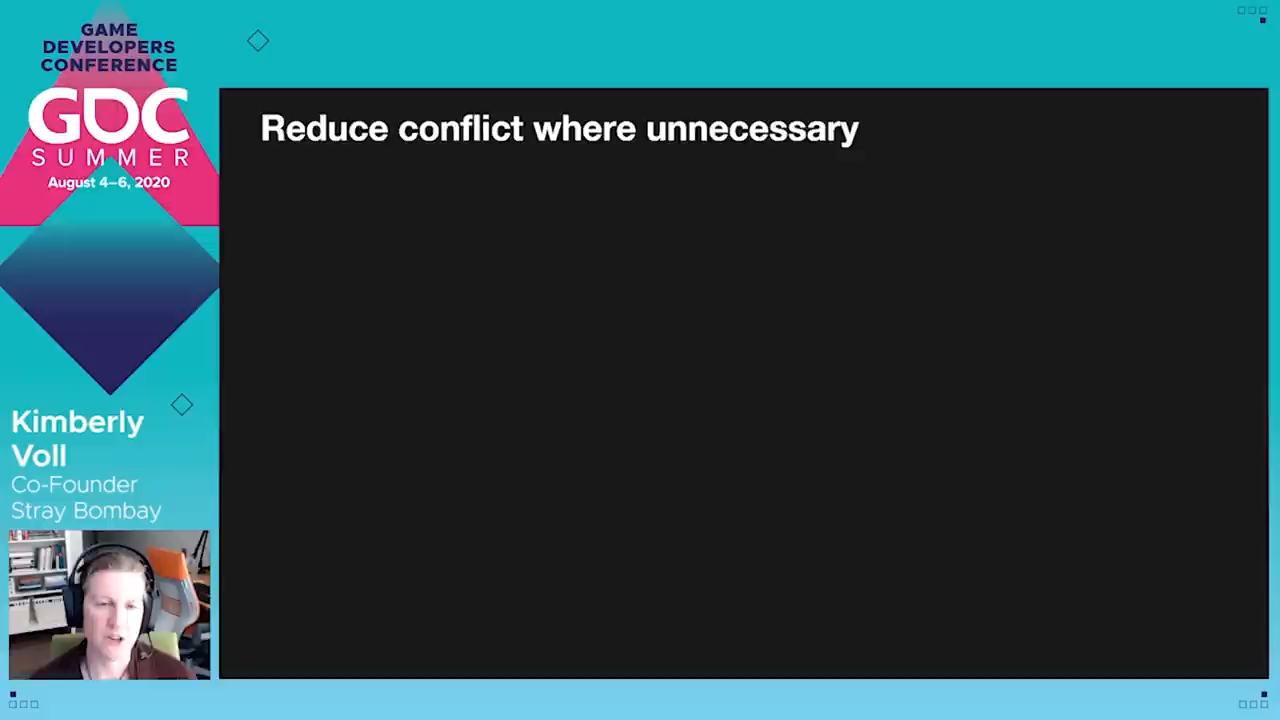 GAME
DEVELOPERS
CONFERENCE
GDC
SUMMER
August 4–6, 2020
Reduce conflict where unnecessary
Kimberly
Voll
Co-Founder
Stray Bombay